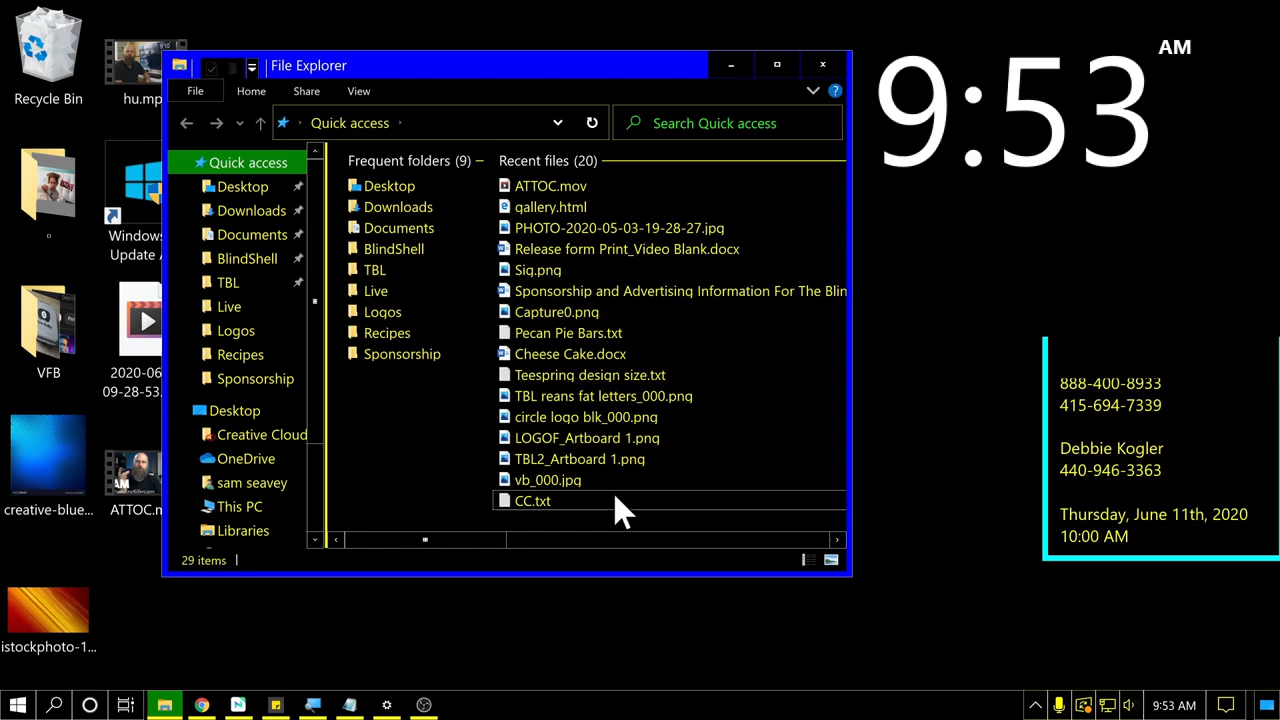 AM
9:53
Recycle Bin
hu.mp
File Explorer
File
Home
Share
View
Quick access
Search Quick access
Quick access
Desktop
Downloads
Documents
BlindShell
TBL
Live
Logos
Recipes
Sponsorship
Desktop
Creative Cloud
OneDrive
sam seavey
This PC
Libraries
Frequent folders (9)
Desktop
Downloads
Documents
BlindShell
TBL
Live
Logos
Recipes
Sponsorship
Recent files (20)
ATTOC.mov
gallery.html
PHOTO-2020-05-03-19-28-27.jpg
Release form Print_Video Blank.docx
Sig.png
Sponsorship and Advertising Information For The Blin
Capture0.png
Pecan Pie Bars.txt
Cheese Cake.docx
Teespring design size.txt
TBL reans fat letters_000.png
circle logo blk_000.png
LOGOF_Artboard 1.png
TBL2_Artboard 1.png
vb_000.jpg
CC.txt
29 items
Windows
Update A
VFB
2020-06
09-28-53.
creative-blue...
ATTOC.m
istockphoto-1...
888-400-8933
415-694-7339
Debbie Kogler
440-946-3363
Thursday, June 11th, 2020
10:00 AM
9:53 AM